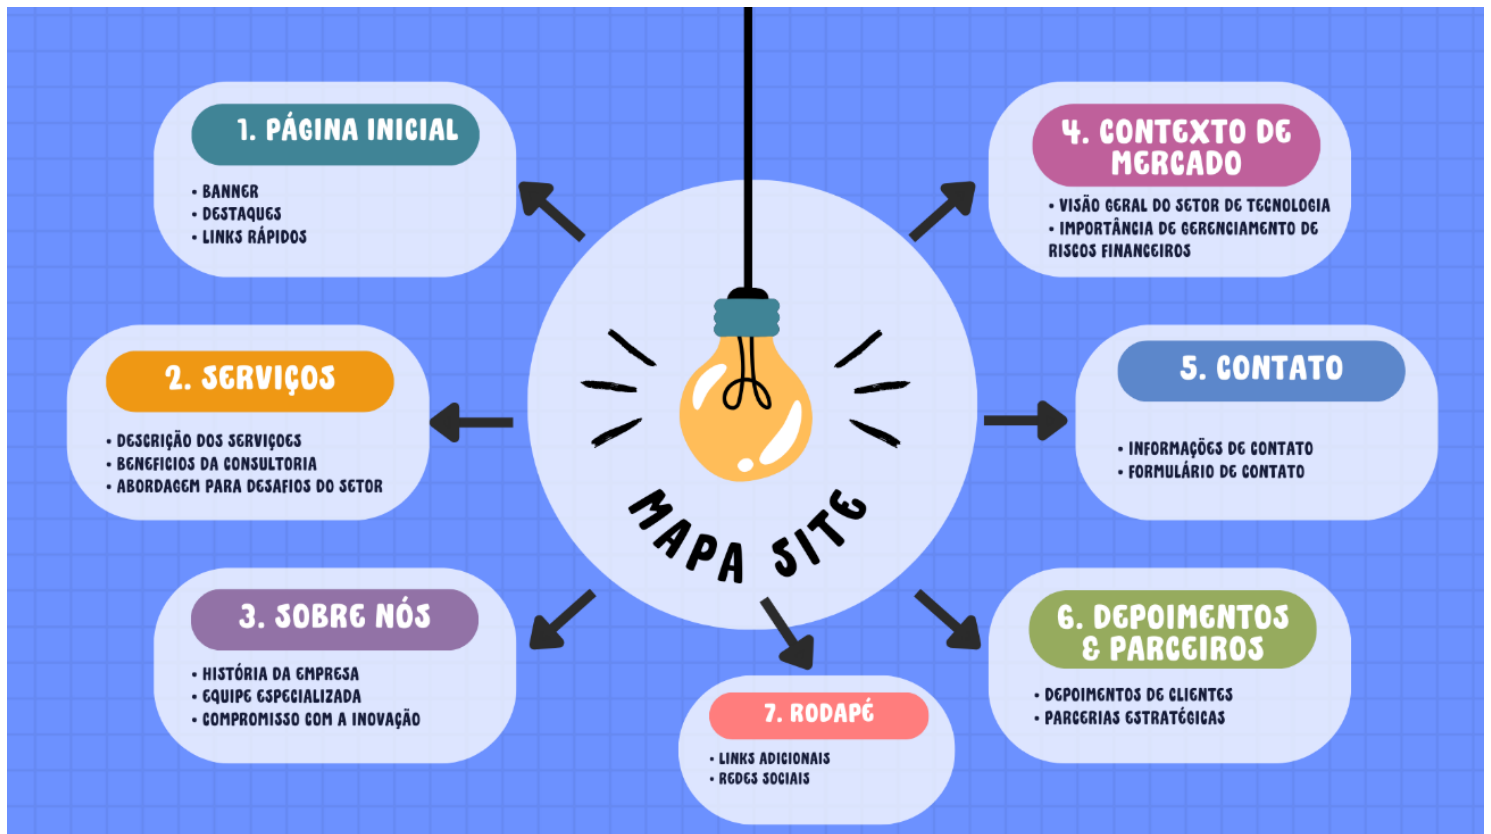 1. PÁGINA INICIAL
• BANNER
• DESTAQUES
• LINKS RÁPIDOS
2. SERVIÇOS
• DESCRIÇÃO DOS SERVIÇOES
• BENEFICIOS DA CONSULTORIA
• ABORDAGEM PARA DESAFIOS DO SETOR
3. SOBRE NÓS
• HISTÓRIA DA EMPRESA
• EQUIPE ESPECIALIZADA
• COMPROMISSO COM A INOVAÇÃO
MAPA SITE
4. CONTEXTO DE
MERCADO
• VISÃO GERAL DO SETOR DE TECNOLOGIA
• IMPORTÂNCIA DE GERENCIAMENTO DE
RISCOS FINANCEIROS
5. CONTATO
• INFORMAÇÕES DE CONTATO
• FORMULÁRIO DE CONTATO
6. DEPOIMENTOS
& PARCEIROS
• DEPOIMENTOS DE CLIENTES
• PARCERIAS ESTRATÉGICAS
7. RODAPÉ
• LINKS ADICIONAIS
• REDES SOCIAIS